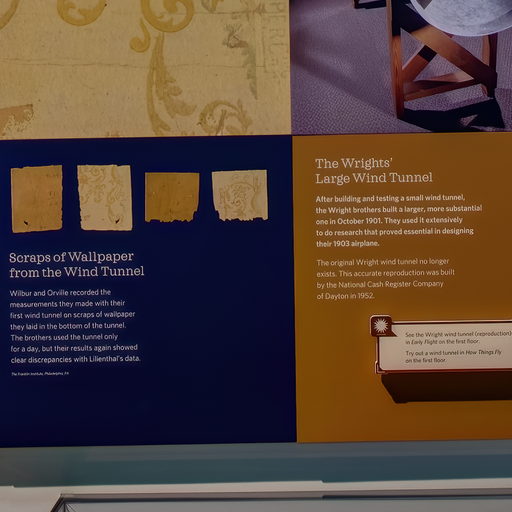 Scraps of Wallpaper
from the Wind Tunnel
Wilbur and Orville recorded the
measurements they made with their
first wind tunnel on scraps of wallpaper
they laid in the bottom of the tunnel.
The brothers used the tunnel only
for a day, but their results again showed
clear discrepancies with Lilienthal's data.
The Franklin Institute, Philadelphia, PA
The Wrights'
Large Wind Tunnel
After building and testing a small wind tunnel,
the Wright brothers built a larger, more substantial
one in October 1901. They used it extensively
to do research that proved essential in designing
their 1903 airplane.
The original Wright wind tunnel no longer
exists. This accurate reproduction was built
by the National Cash Register Company
of Dayton in 1952.
See the Wright wind tunnel (reproduction)
in Early Flight on the first floor.
Try out a wind tunnel in How Things Fly
on the first floor.